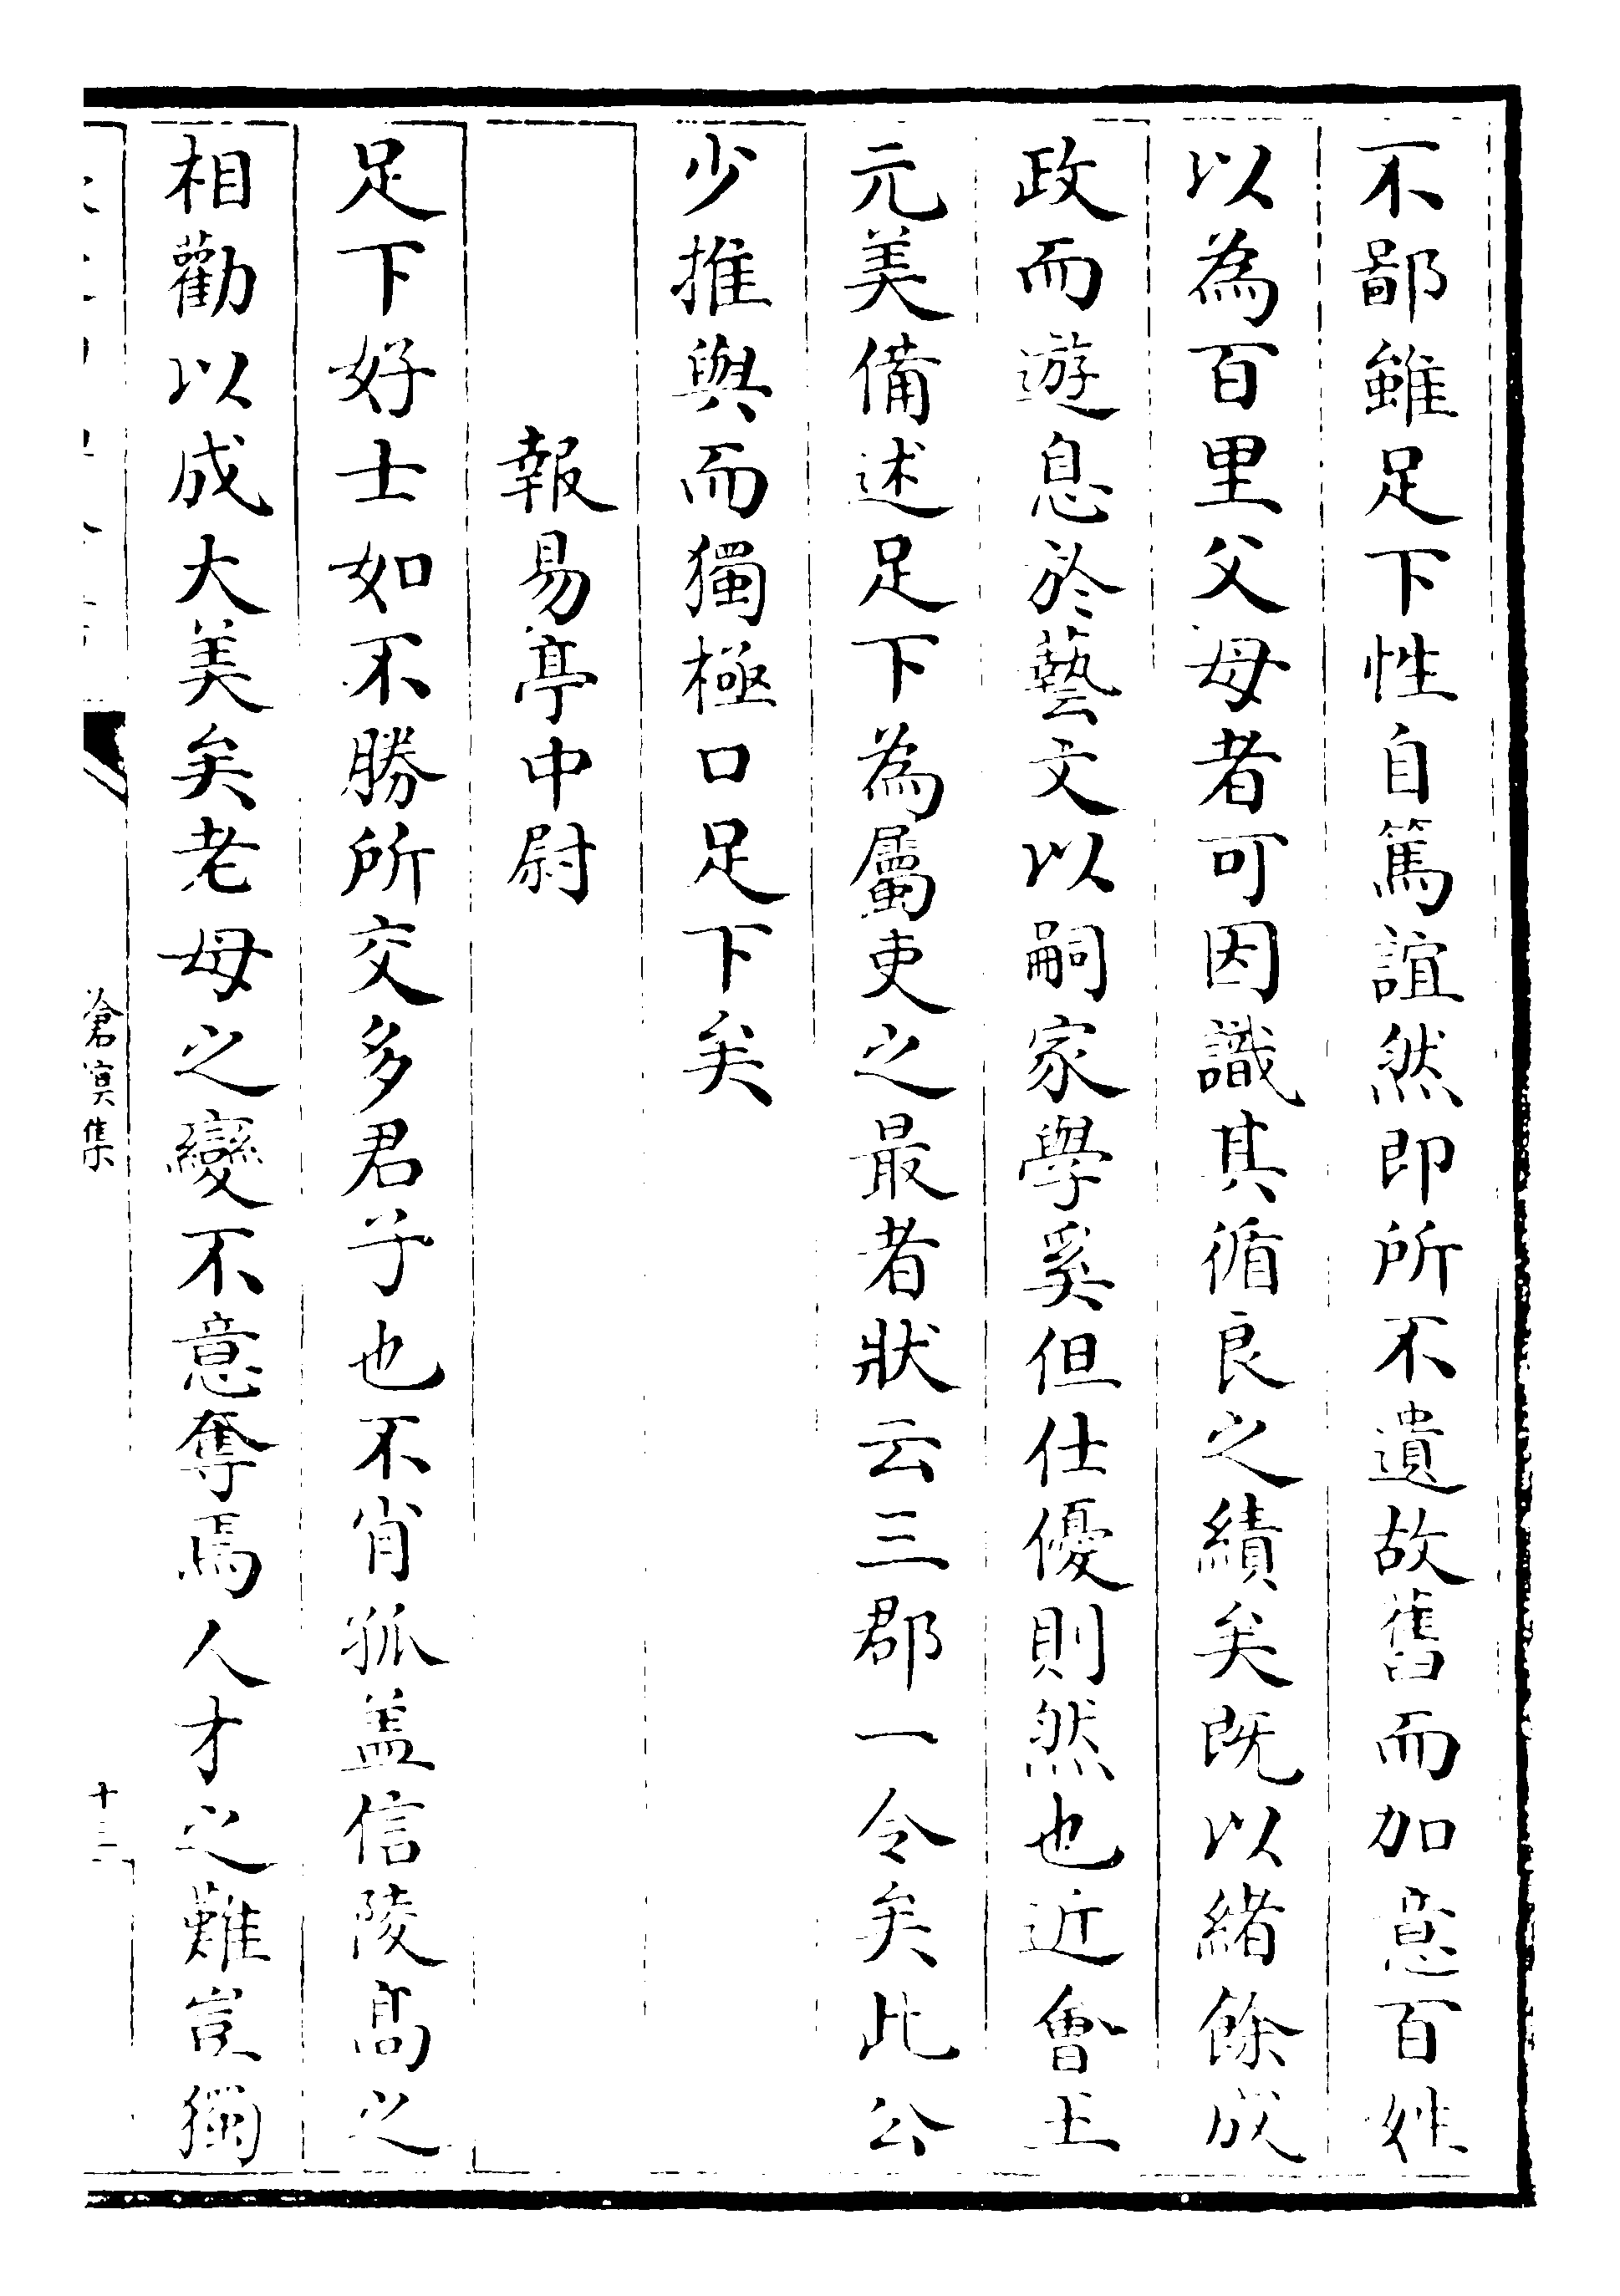 不鄙雖足下性自篤誼然即所不遺故舊而加意百姓
以為百里父母者可因識其循良之績矣既以緒餘成
政而遊息於藝文以嗣家學奚但仕優則然也近會王
元美備述足下為屬吏之最者狀云三郡一令矣此公
少推與而獨極口足下矣
報易亭中尉
足下好士如不勝所交多君子也不肖孤盖信陵髙之
相勸以成大美矣老母之變不意奪焉人才之難豈獨
滄溟集
十三